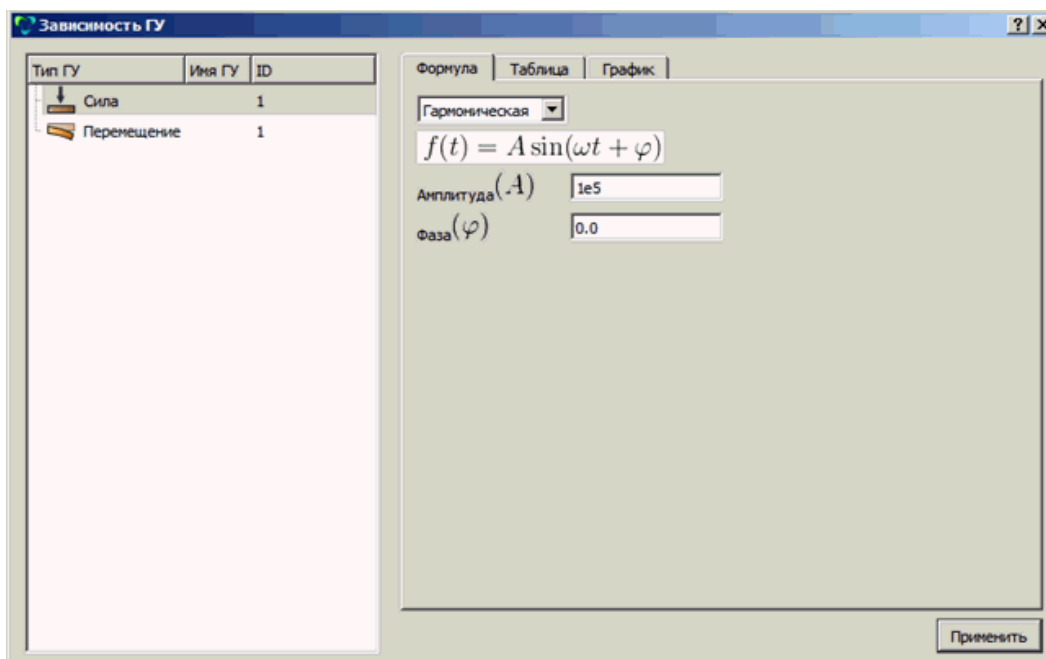 Зависимость ГУ
Тип ГУ Имя ГУ ID
Сила 1
Перемещение 1
Формула Таблица График
Гармоническая
f(t) = A sin(ωt + φ)
Амплитуда(A) 1e5
Фаза(φ) 0.0
Применить